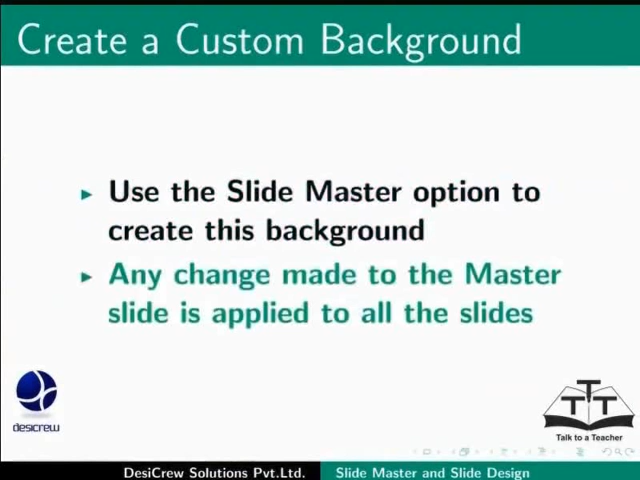 Create a Custom Background
Use the Slide Master option to
create this background
Any change made to the Master
slide is applied to all the slides
desicrew
T T T
Talk to a Teacher
DesiCrew Solutions Pvt.Ltd.
Slide Master and Slide Design